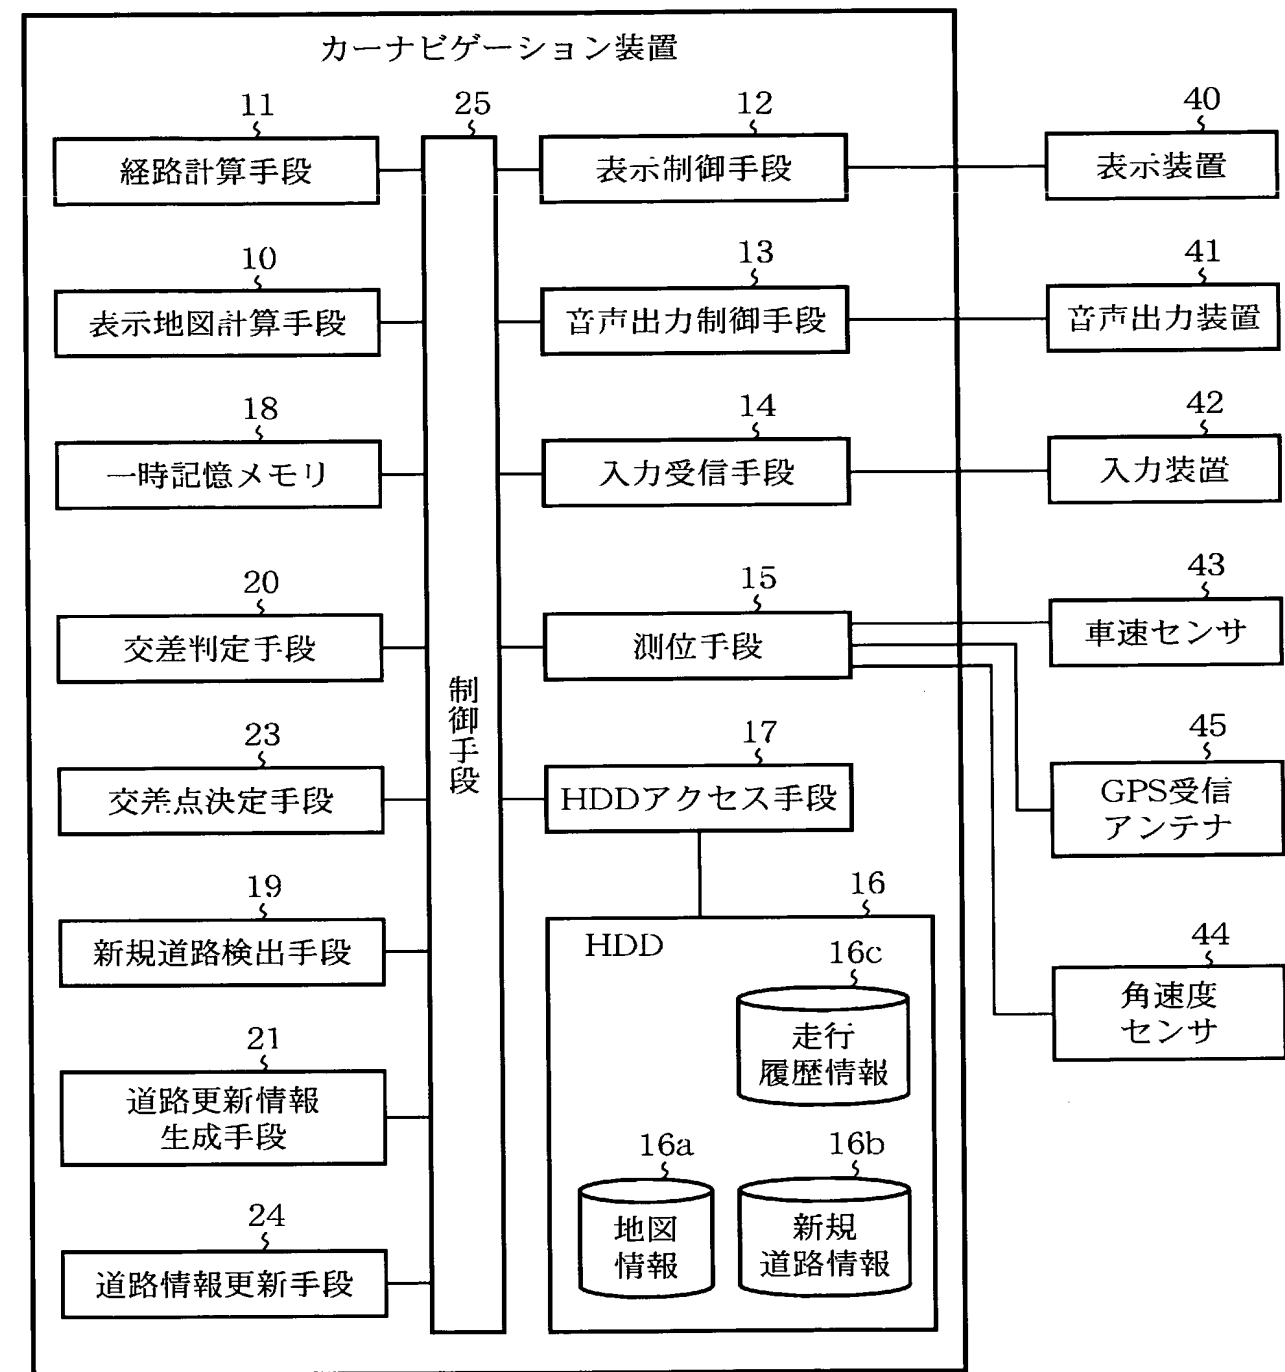 カーナビゲーション装置
11
経路計算手段
25
制御手段
12
表示制御手段
40
表示装置
10
表示地図計算手段
13
音声出力制御手段
41
音声出力装置
18
一時記憶メモリ
14
入力受信手段
42
入力装置
20
交差判定手段
15
測位手段
43
車速センサ
23
交差点決定手段
17
HDDアクセス手段
45
GPS受信
アンテナ
19
新規道路検出手段
16
HDD
16c
走行
履歴情報
44
角速度
センサ
21
道路更新情報
生成手段
16a
地図
情報
16b
新規
道路情報
24
道路情報更新手段